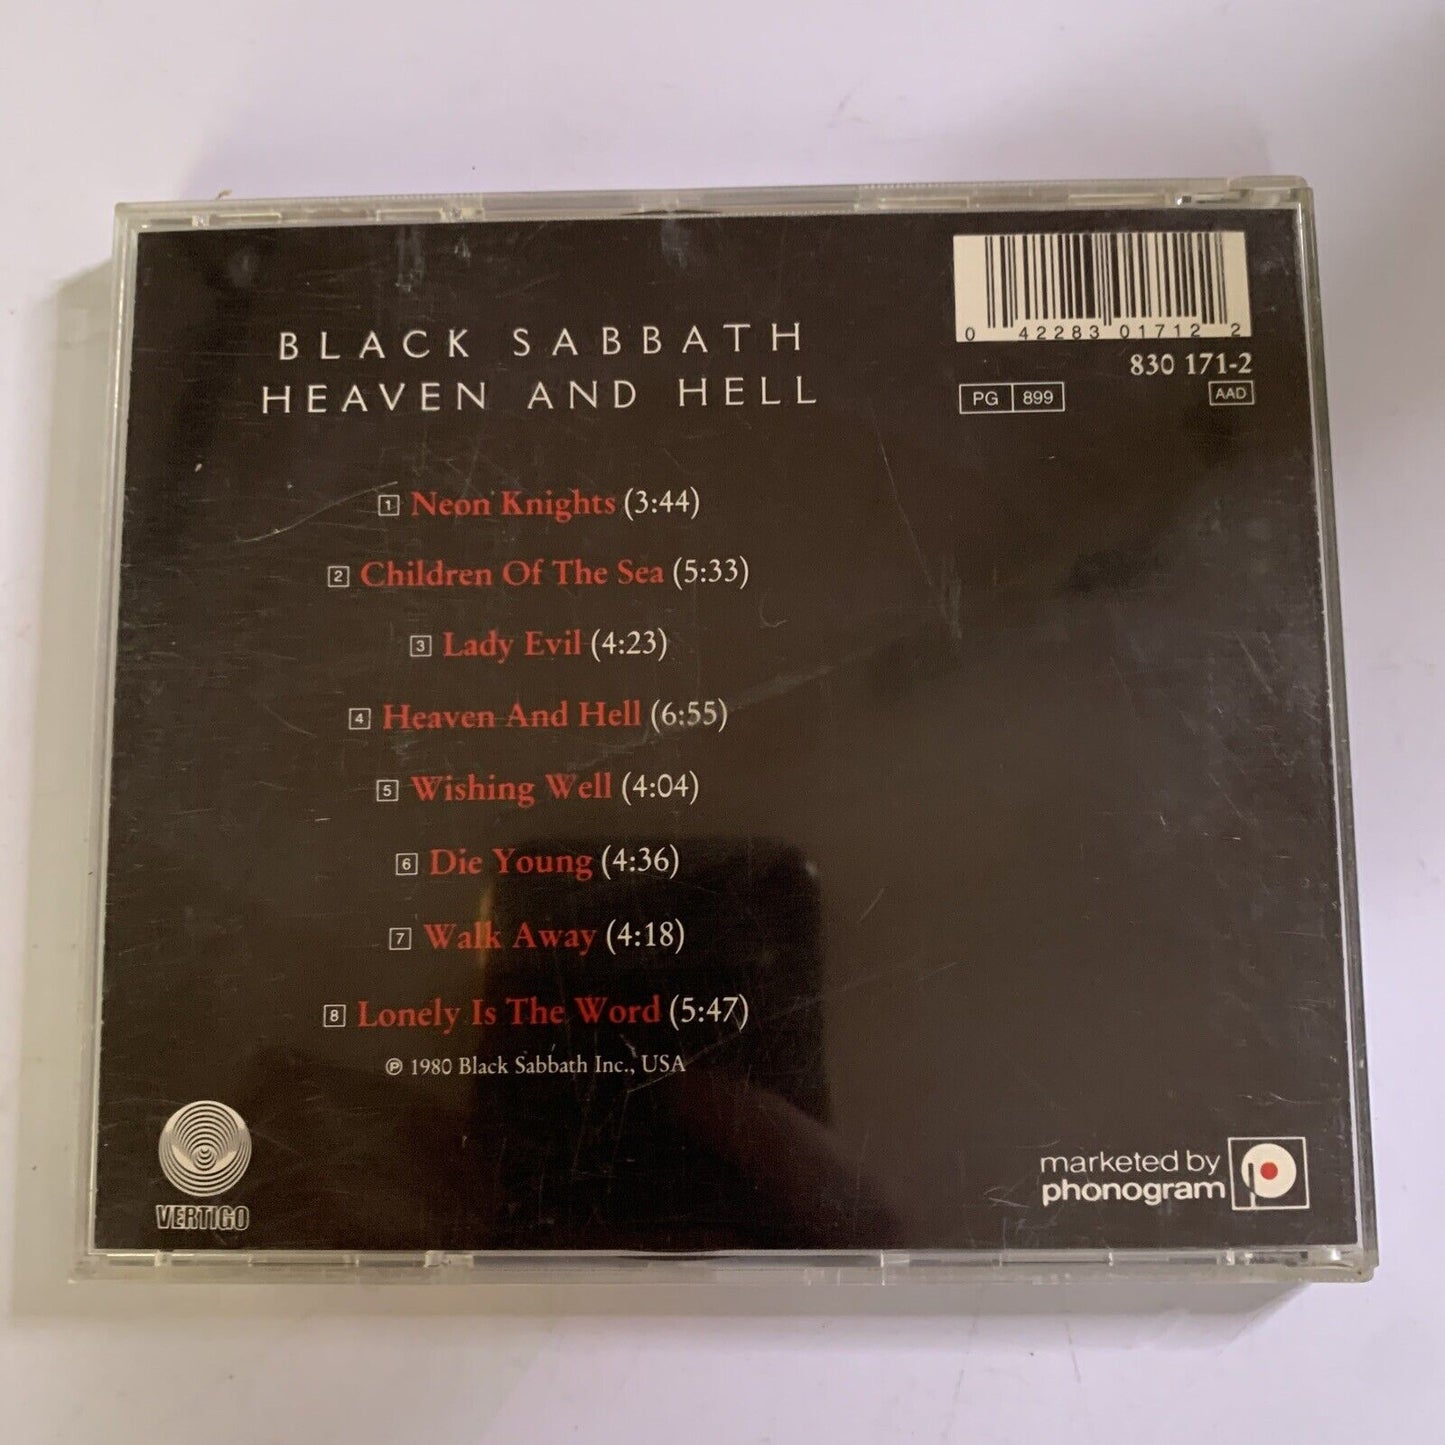 BLACK SABBATH
HEAVEN AND HELL
0 42283 01712 2
830 171-2
PG 899
AAD
1 Neon Knights (3:44)
2 Children Of The Sea (5:33)
3 Lady Evil (4:23)
4 Heaven And Hell (6:55)
5 Wishing Well (4:04)
6 Die Young (4:36)
7 Walk Away (4:18)
8 Lonely Is The Word (5:47)
℗ 1980 Black Sabbath Inc., USA
VERTIGO
marketed by
phonogram